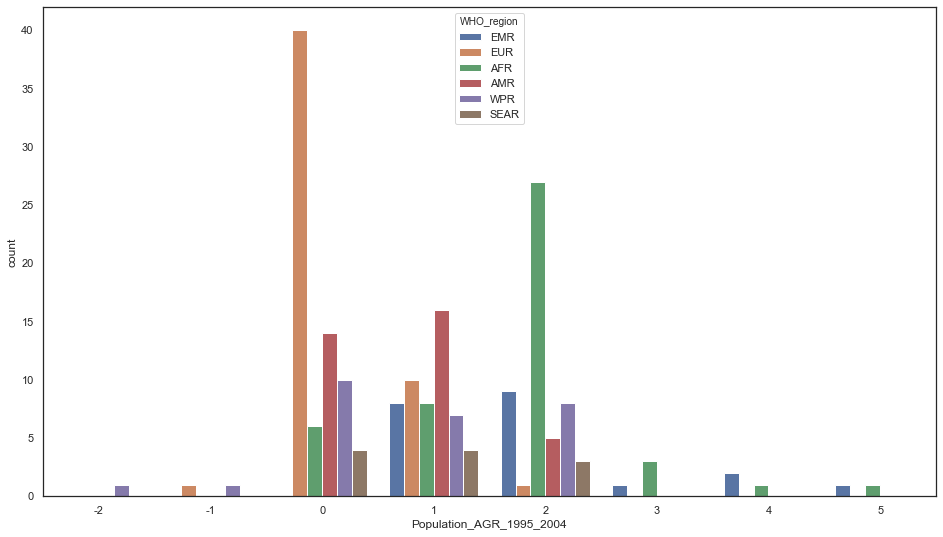 WHO_region
EMR
EUR
AFR
AMR
WPR
SEAR
40
35
30
25
20
15
10
5
0
count
-2 -1 0 1 2 3 4 5
Population_AGR_1995_2004